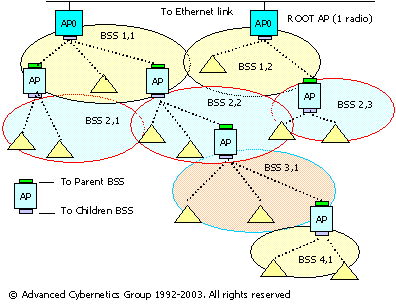 To Ethernet link
AP0
AP0
ROOT AP (1 radio)
BSS 1,1
BSS 1,2
AP
AP
AP
BSS 2,1
BSS 2,2
BSS 2,3
AP
BSS 3,1
To Parent BSS
AP
To Children BSS
AP
BSS 4,1
© Advanced Cybernetics Group 1992-2003. All rights reserved